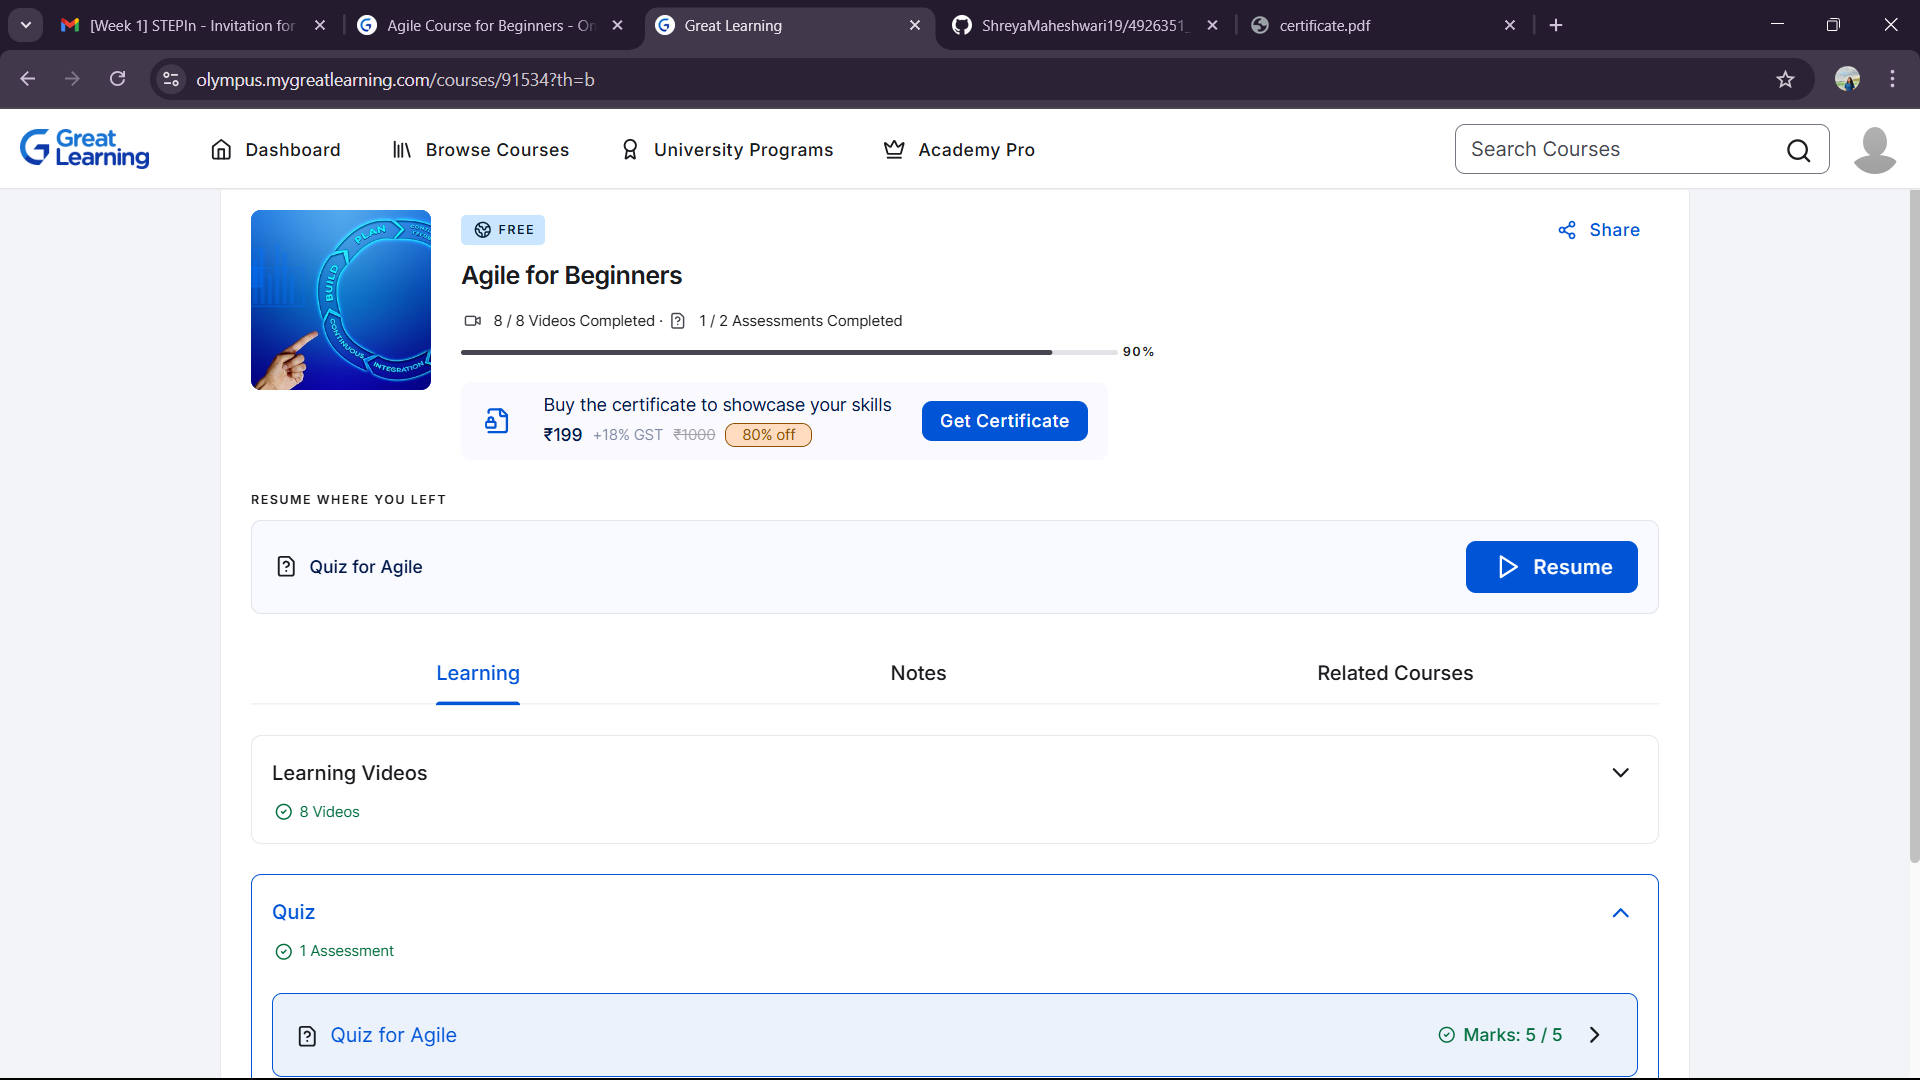 [Week 1] STEPIn - Invitation for
Agile Course for Beginners - On
Great Learning
ShreyaMaheshwari19/4926351_
certificate.pdf
olympus.mygreatlearning.com/courses/91534?th=b
Great
Learning
Dashboard
Browse Courses
University Programs
Academy Pro
Search Courses
PLAN
BUILD
CONTINUOUS
INTEGRATION
FREE
Share
Agile for Beginners
8 / 8 Videos Completed · 1 / 2 Assessments Completed
90%
Buy the certificate to showcase your skills
₹199 +18% GST ₹1000 80% off
Get Certificate
RESUME WHERE YOU LEFT
Quiz for Agile
Resume
Learning
Notes
Related Courses
Learning Videos
8 Videos
Quiz
1 Assessment
Quiz for Agile
Marks: 5 / 5